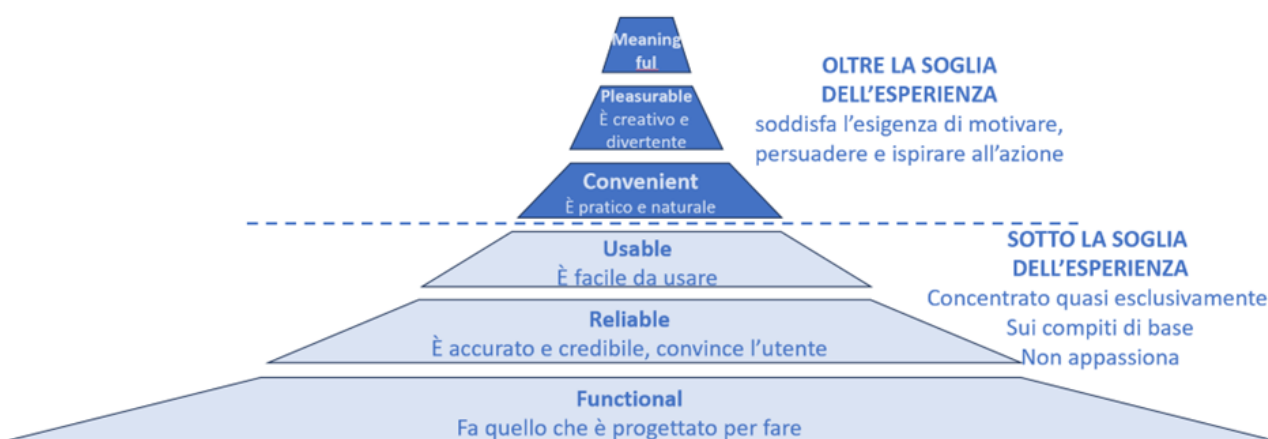 Meaning
ful
Pleasurable
È creativo e
divertente
Convenient
È pratico e naturale
OLTRE LA SOGLIA
DELL'ESPERIENZA
soddisfa l'esigenza di motivare,
persuadere e ispirare all'azione
Usable
È facile da usare
Reliable
È accurato e credibile, convince l'utente
Functional
Fa quello che è progettato per fare
SOTTO LA SOGLIA
DELL'ESPERIENZA
Concentrato quasi esclusivamente
Sui compiti di base
Non appassiona